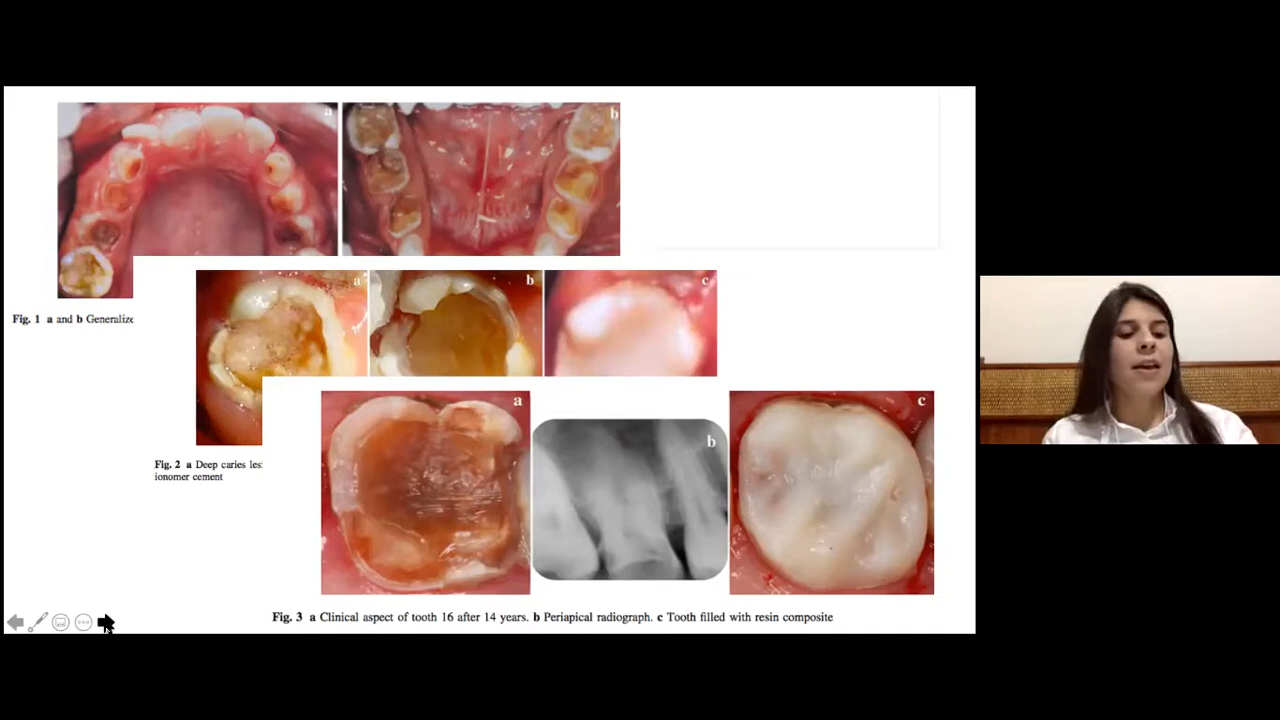 a
b
Fig. 1 a and b Generalize
a
b
c
Fig. 2 a Deep caries les
ionomer cement
a
b
c
Fig. 3 a Clinical aspect of tooth 16 after 14 years. b Periapical radiograph. c Tooth filled with resin composite